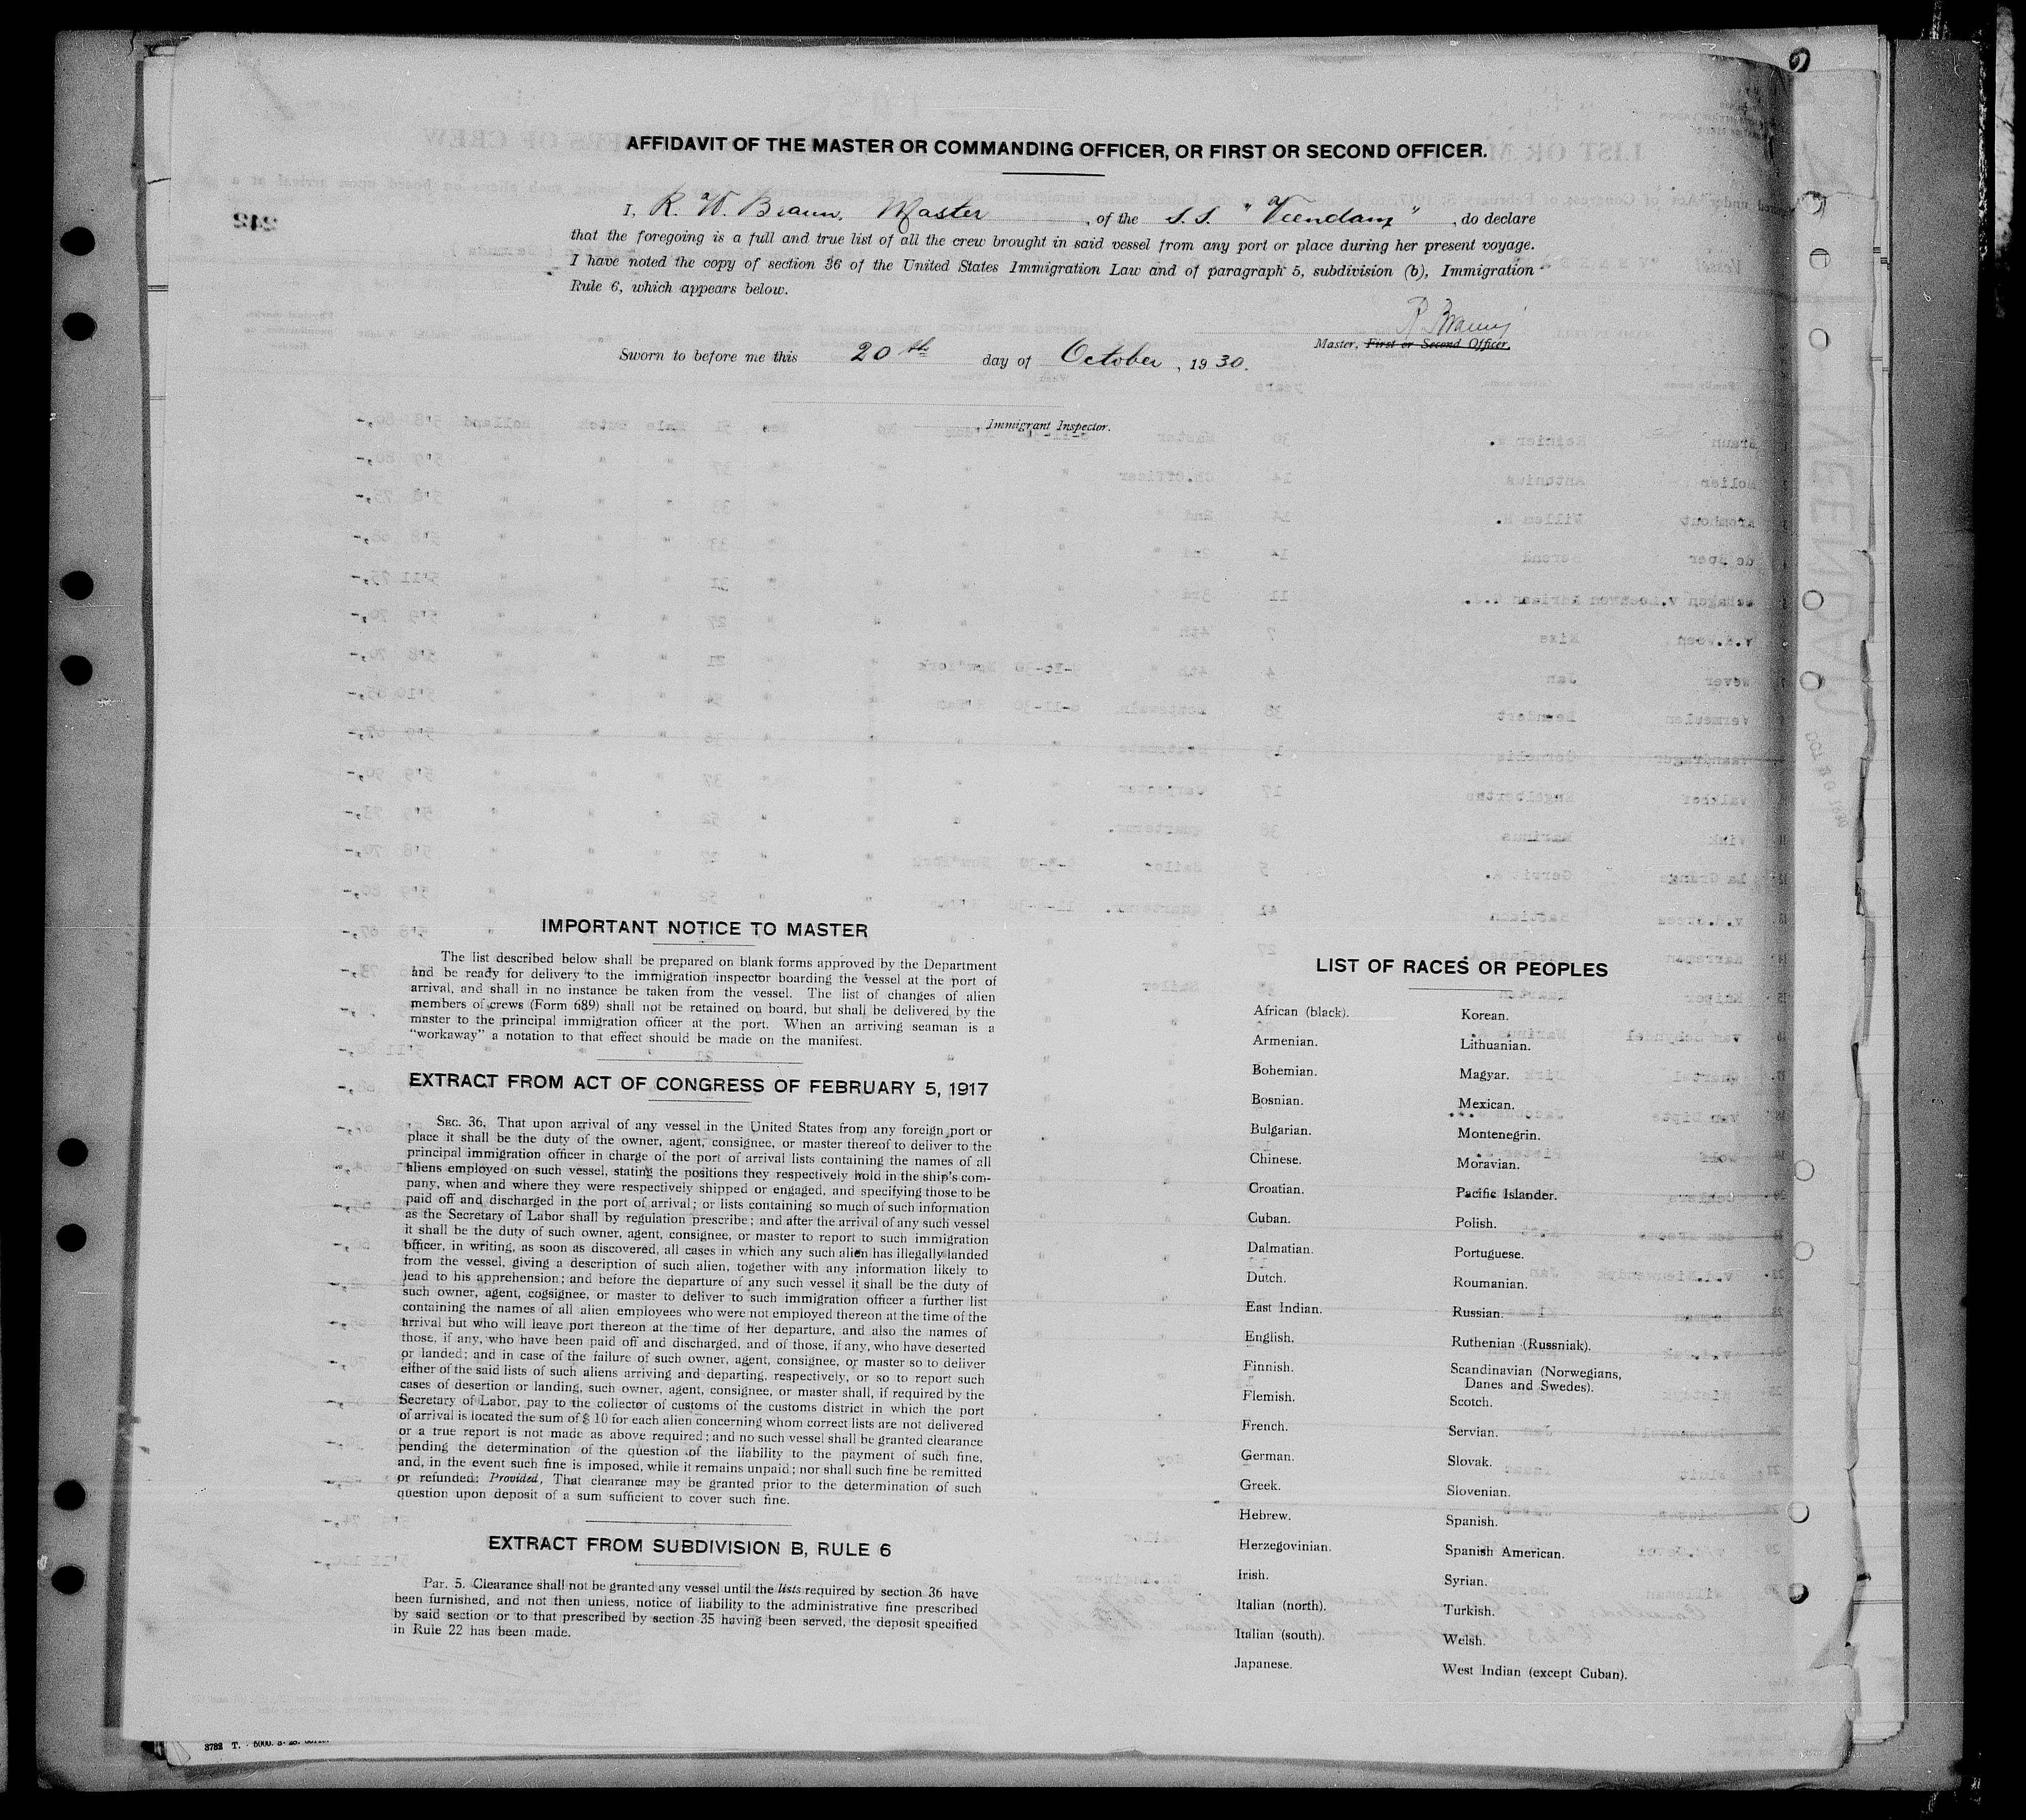 AFFIDAVIT OF THE MASTER OR COMMANDING OFFICER, OR FIRST OR SECOND OFFICER.
I, R. W. Braun, Master, of the S.S. "Veendam", do declare
that the foregoing is a full and true list of all the crew brought in said vessel from any port or place during her present voyage.
I have noted the copy of section 36 of the United States Immigration Law and of paragraph 5, subdivision (b), Immigration
Rule 6, which appears below.
R Braun
Master, First or Second Officer.
Sworn to before me this 20th day of October, 1930.
, Immigrant Inspector.
IMPORTANT NOTICE TO MASTER
The list described below shall be prepared on blank forms approved by the Department
and be ready for delivery to the immigration inspector boarding the vessel at the port of
arrival, and shall in no instance be taken from the vessel. The list of changes of alien
members of crews (Form 689) shall not be retained on board, but shall be delivered by the
master to the principal immigration officer at the port. When an arriving seaman is a
"workaway" a notation to that effect should be made on the manifest.
EXTRACT FROM ACT OF CONGRESS OF FEBRUARY 5, 1917
SEC. 36. That upon arrival of any vessel in the United States from any foreign port or
place it shall be the duty of the owner, agent, consignee, or master thereof to deliver to the
principal immigration officer in charge of the port of arrival lists containing the names of all
aliens employed on such vessel, stating the positions they respectively hold in the ship's com-
pany, when and where they were respectively shipped or engaged, and specifying those to be
paid off and discharged in the port of arrival; or lists containing so much of such information
as the Secretary of Labor shall by regulation prescribe; and after the arrival of any such vessel
it shall be the duty of such owner, agent, consignee, or master to report to such immigration
officer, in writing, as soon as discovered, all cases in which any such alien has illegally landed
from the vessel, giving a description of such alien, together with any information likely to
lead to his apprehension; and before the departure of any such vessel it shall be the duty of
such owner, agent, cogsignee, or master to deliver to such immigration officer a further list
containing the names of all alien employees who were not employed thereon at the time of the
arrival but who will leave port thereon at the time of her departure, and also the names of
those, if any, who have been paid off and discharged, and of those, if any, who have deserted
or landed; and in case of the failure of such owner, agent, consignee, or master so to deliver
either of the said lists of such aliens arriving and departing, respectively, or so to report such
cases of desertion or landing, such owner, agent, consignee, or master shall, if required by the
Secretary of Labor, pay to the collector of customs of the customs district in which the port
of arrival is located the sum of $ 10 for each alien concerning whom correct lists are not delivered
or a true report is not made as above required; and no such vessel shall be granted clearance
pending the determination of the question of the liability to the payment of such fine,
and, in the event such fine is imposed, while it remains unpaid; nor shall such fine be remitted
or refunded: Provided, That clearance may be granted prior to the determination of such
question upon deposit of a sum sufficient to cover such fine.
EXTRACT FROM SUBDIVISION B, RULE 6
Par. 5. Clearance shall not be granted any vessel until the lists required by section 36 have
been furnished, and not then unless, notice of liability to the administrative fine prescribed
by said section or to that prescribed by section 35 having been served, the deposit specified
in Rule 22 has been made.
LIST OF RACES OR PEOPLES
African (black).
Armenian.
Bohemian.
Bosnian.
Bulgarian.
Chinese.
Croatian.
Cuban.
Dalmatian.
Dutch.
East Indian.
English.
Finnish.
Flemish.
French.
German.
Greek.
Hebrew.
Herzegovinian.
Irish.
Italian (north).
Italian (south).
Japanese.
Korean.
Lithuanian.
Magyar.
Mexican.
Montenegrin.
Moravian.
Pacific Islander.
Polish.
Portuguese.
Roumanian.
Russian.
Ruthenian (Russniak).
Scandinavian (Norwegians,
Danes and Swedes).
Scotch.
Servian.
Slovak.
Slovenian.
Spanish.
Spanish American.
Syrian.
Turkish.
Welsh.
West Indian (except Cuban).
3782 T.